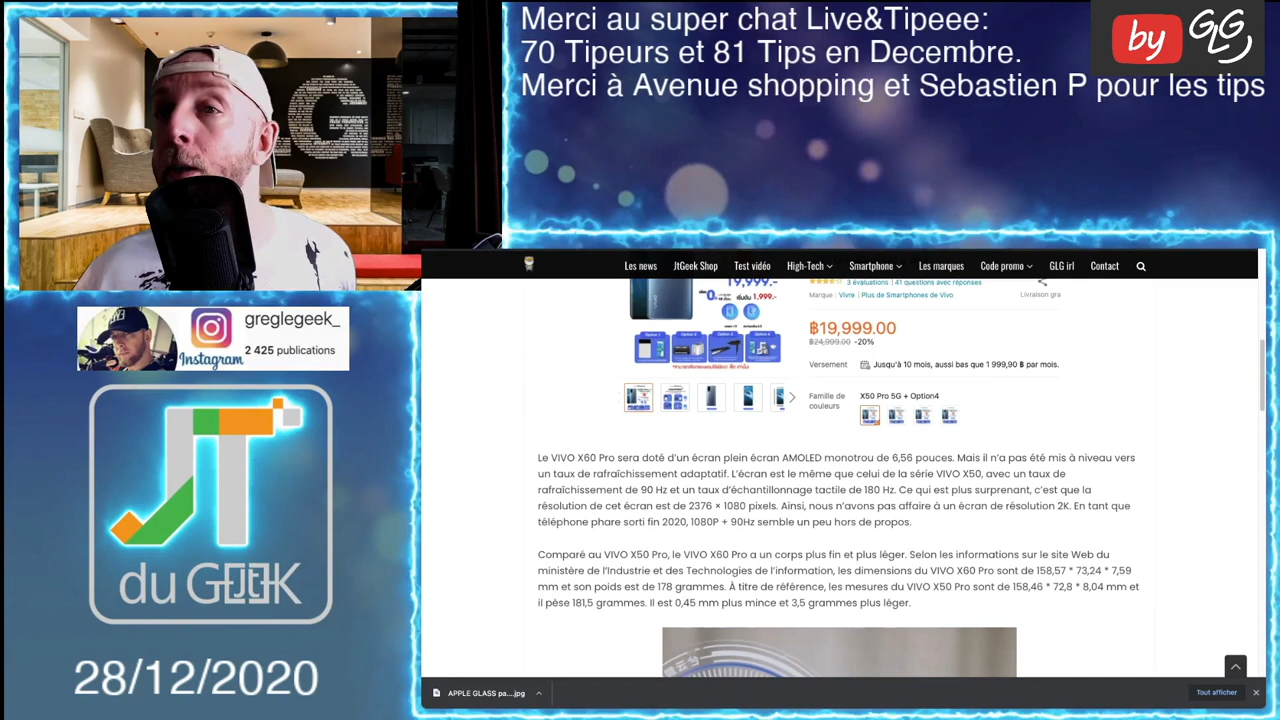 Merci au super chat Live&Tipeee:
70 Tipeurs et 81 Tips en Decembre.
Merci à Avenue shopping et Sebastien P pour les tips
by GLG
greglegeek_
2 425 publications
Instagram
JT
du GEEK
28/12/2020
Les news JtGeek Shop Test vidéo High-Tech Smartphone Les marques Code promo GLG irl Contact
19,999.-
0%
เริ่มต้น 1,999.-
3 évaluations | 41 questions avec réponses
Marque : Vivre | Plus de Smartphones de Vivo
Livraison gra
฿19,999.00
฿24,999.00 -20%
Versement Jusqu'à 10 mois, aussi bas que 1 999,90 ฿ par mois.
Famille de couleurs X50 Pro 5G + Option4
Le VIVO X60 Pro sera doté d'un écran plein écran AMOLED monotrou de 6,56 pouces. Mais il n'a pas été mis à niveau vers
un taux de rafraîchissement adaptatif. L'écran est le même que celui de la série VIVO X50, avec un taux de
rafraîchissement de 90 Hz et un taux d'échantillonnage tactile de 180 Hz. Ce qui est plus surprenant, c'est que la
résolution de cet écran est de 2376 × 1080 pixels. Ainsi, nous n'avons pas affaire à un écran de résolution 2K. En tant que
téléphone phare sorti fin 2020, 1080P + 90Hz semble un peu hors de propos.
Comparé au VIVO X50 Pro, le VIVO X60 Pro a un corps plus fin et plus léger. Selon les informations sur le site Web du
ministère de l'Industrie et des Technologies de l'information, les dimensions du VIVO X60 Pro sont de 158,57 * 73,24 * 7,59
mm et son poids est de 178 grammes. À titre de référence, les mesures du VIVO X50 Pro sont de 158,46 * 72,8 * 8,04 mm et
il pèse 181,5 grammes. Il est 0,45 mm plus mince et 3,5 grammes plus léger.
APPLE GLASS pa....jpg
Tout afficher